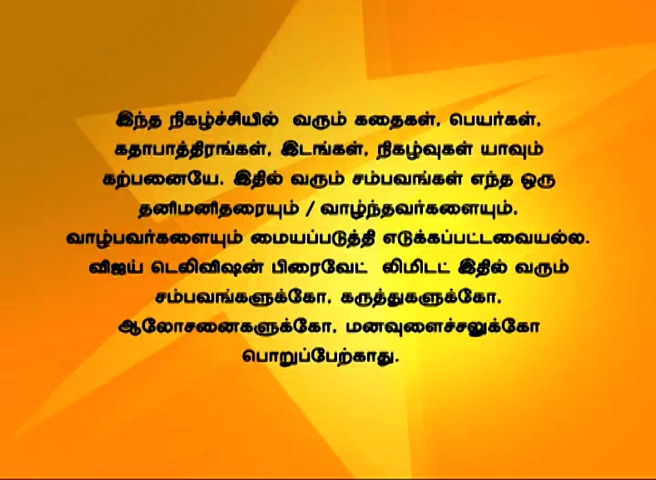 இந்த நிகழ்ச்சியில் வரும் கதைகள், பெயர்கள்,
கதாபாத்திரங்கள், இடங்கள், நிகழ்வுகள் யாவும்
கற்பனையே. இதில் வரும் சம்பவங்கள் எந்த ஒரு
தனிமனிதரையும் / வாழ்ந்தவர்களையும்,
வாழ்பவர்களையும் மையப்படுத்தி எடுக்கப்பட்டவையல்ல.
விஜய் டெலிவிஷன் பிரைவேட் லிமிடட் இதில் வரும்
சம்பவங்களுக்கோ, கருத்துகளுக்கோ,
ஆலோசனைகளுக்கோ, மனவுளைச்சலுக்கோ
பொறுப்பேற்காது.